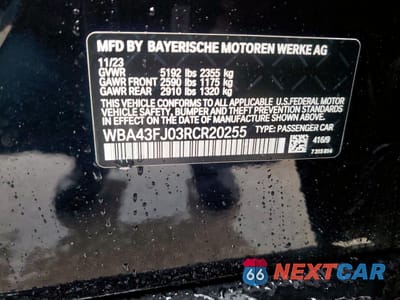 MFD BY BAYERISCHE MOTOREN WERKE AG
11/23
GVWR 5192 lbs 2355 kg
GAWR FRONT 2590 lbs 1175 kg
GAWR REAR 2910 lbs 1320 kg
THIS VEHICLE CONFORMS TO ALL APPLICABLE U.S. FEDERAL MOTOR
VEHICLE SAFETY, BUMPER, AND THEFT PREVENTION STANDARDS
IN EFFECT ON THE DATE OF MANUFACTURE SHOWN ABOVE.
WBA43FJ03RCR20255 TYPE: PASSENGER CAR
416/9
66 NEXTCAR